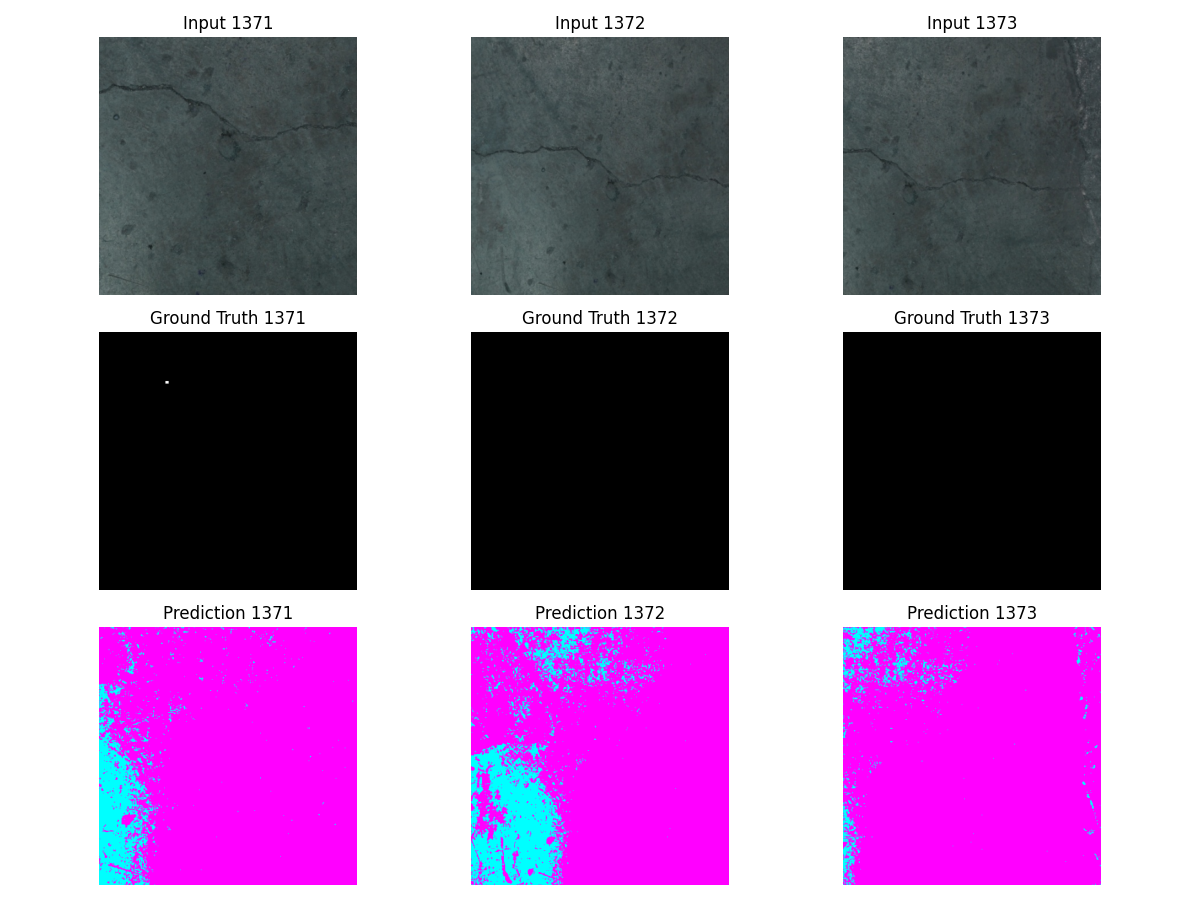 Input 1371
Input 1372
Input 1373
Ground Truth 1371
Ground Truth 1372
Ground Truth 1373
Prediction 1371
Prediction 1372
Prediction 1373